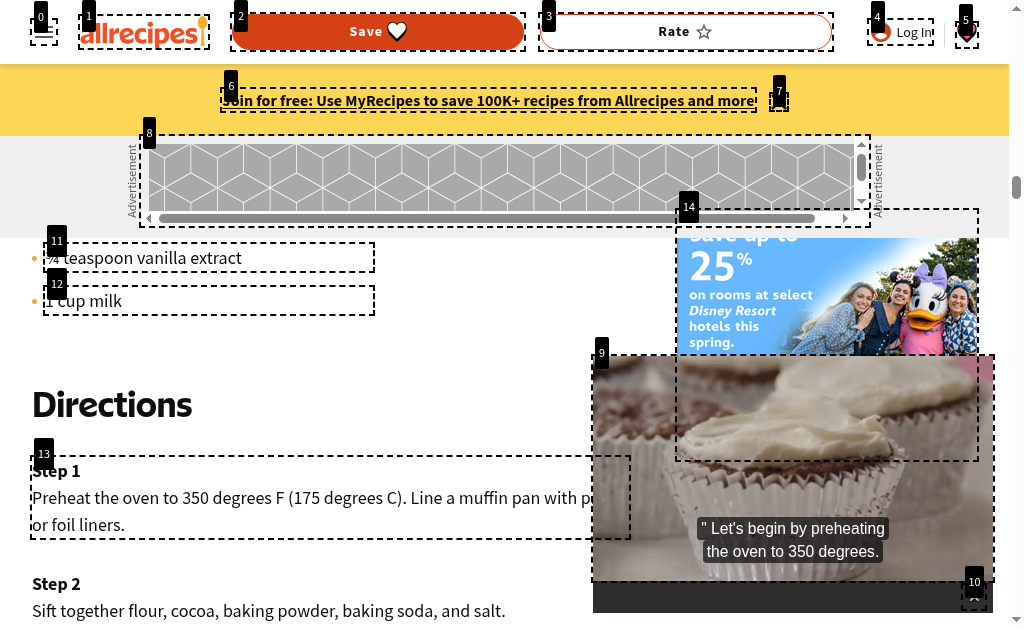 0
1
2
3
4
5
allrecipes
Save
Rate
Log In
6
7
Join for free: Use MyRecipes to save 100K+ recipes from Allrecipes and more
8
Advertisement
Advertisement
14
save up to
25%
on rooms at select
Disney Resort
hotels this
spring.
11
¾ teaspoon vanilla extract
12
1 cup milk
9
Directions
13
Step 1
Preheat the oven to 350 degrees F (175 degrees C). Line a muffin pan with p
or foil liners.
" Let's begin by preheating
the oven to 350 degrees.
10
Step 2
Sift together flour, cocoa, baking powder, baking soda, and salt.